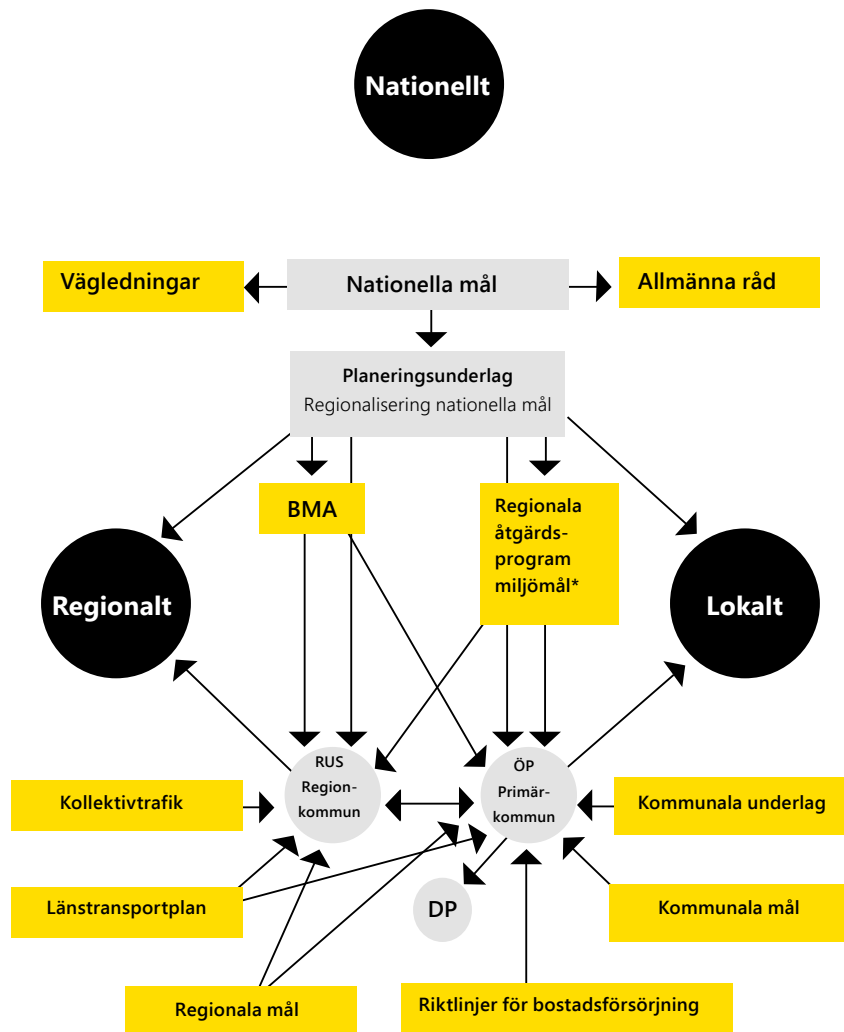 Nationellt
Vägledningar
Nationella mål
Allmänna råd
Planeringsunderlag
Regionalisering nationella mål
BMA
Regionala
åtgärds-
program
miljömål*
Regionalt
Lokalt
RUS
Region-
kommun
ÖP
Primär-
kommun
Kollektivtrafik
Kommunala underlag
Länstransportplan
DP
Kommunala mål
Regionala mål
Riktlinjer för bostadsförsörjning